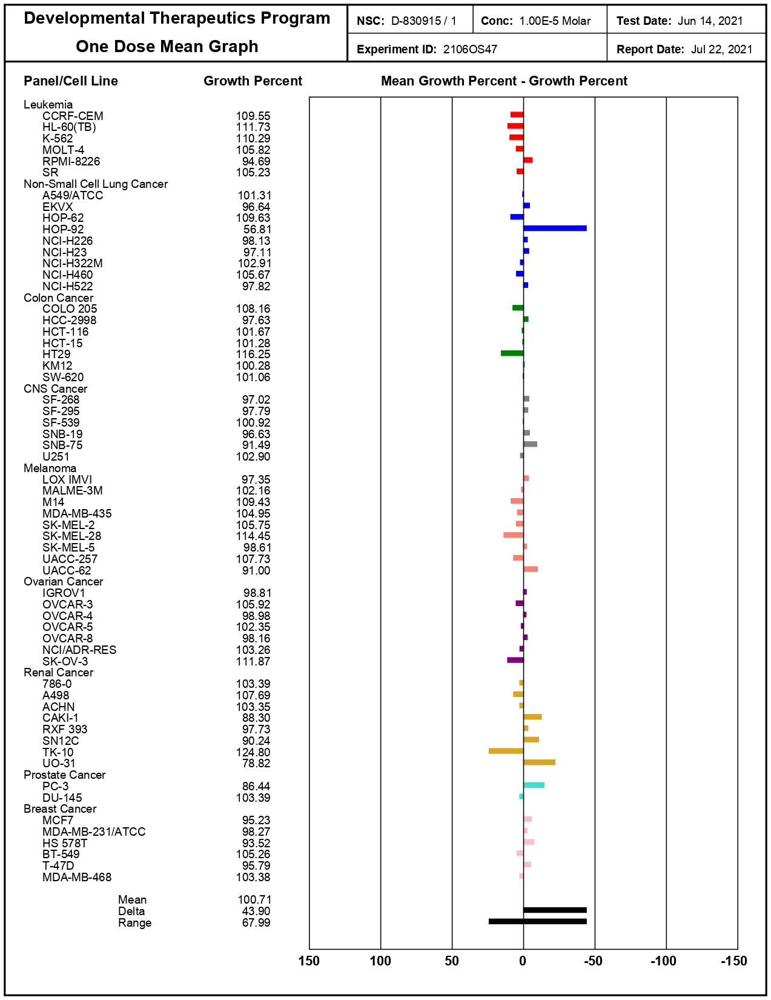 Developmental Therapeutics Program
One Dose Mean Graph
NSC: D-830915 / 1
Conc: 1.00E-5 Molar
Test Date: Jun 14, 2021
Experiment ID: 2106OS47
Report Date: Jul 22, 2021
Panel/Cell Line Growth Percent Mean Growth Percent - Growth Percent
Leukemia
CCRF-CEM 109.55
HL-60(TB) 111.73
K-562 110.29
MOLT-4 105.82
RPMI-8226 94.69
SR 105.23
Non-Small Cell Lung Cancer
A549/ATCC 101.31
EKVX 96.64
HOP-62 109.63
HOP-92 56.81
NCI-H226 98.13
NCI-H23 97.11
NCI-H322M 102.91
NCI-H460 105.67
NCI-H522 97.82
Colon Cancer
COLO 205 108.16
HCC-2998 97.63
HCT-116 101.67
HCT-15 101.28
HT29 116.25
KM12 100.28
SW-620 101.06
CNS Cancer
SF-268 97.02
SF-295 97.79
SF-539 100.92
SNB-19 96.63
SNB-75 91.49
U251 102.90
Melanoma
LOX IMVI 97.35
MALME-3M 102.16
M14 109.43
MDA-MB-435 104.95
SK-MEL-2 105.75
SK-MEL-28 114.45
SK-MEL-5 98.61
UACC-257 107.73
UACC-62 91.00
Ovarian Cancer
IGROV1 98.81
OVCAR-3 105.92
OVCAR-4 98.98
OVCAR-5 102.35
OVCAR-8 98.16
NCI/ADR-RES 103.26
SK-OV-3 111.87
Renal Cancer
786-0 103.39
A498 107.69
ACHN 103.35
CAKI-1 88.30
RXF 393 97.73
SN12C 90.24
TK-10 124.80
UO-31 78.82
Prostate Cancer
PC-3 86.44
DU-145 103.39
Breast Cancer
MCF7 95.23
MDA-MB-231/ATCC 98.27
HS 578T 93.52
BT-549 105.26
T-47D 95.79
MDA-MB-468 103.38
Mean 100.71
Delta 43.90
Range 67.99
150 100 50 0 -50 -100 -150